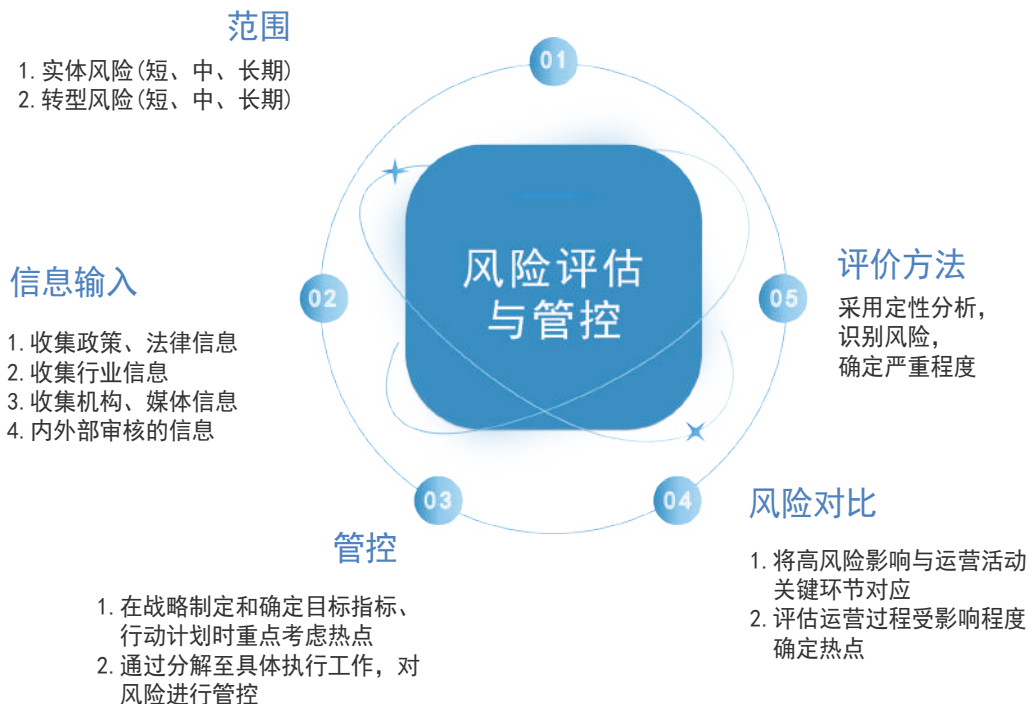 范围
1.实体风险(短、中、长期)
2.转型风险(短、中、长期)
01
信息输入
02
1.收集政策、法律信息
2.收集行业信息
3.收集机构、媒体信息
4.内外部审核的信息
风险评估
与管控
管控
03
1.在战略制定和确定目标指标、
行动计划时重点考虑热点
2.通过分解至具体执行工作，对
风险进行管控
风险对比
04
1.将高风险影响与运营活动
关键环节对应
2.评估运营过程受影响程度
确定热点
评价方法
05
采用定性分析，
识别风险，
确定严重程度